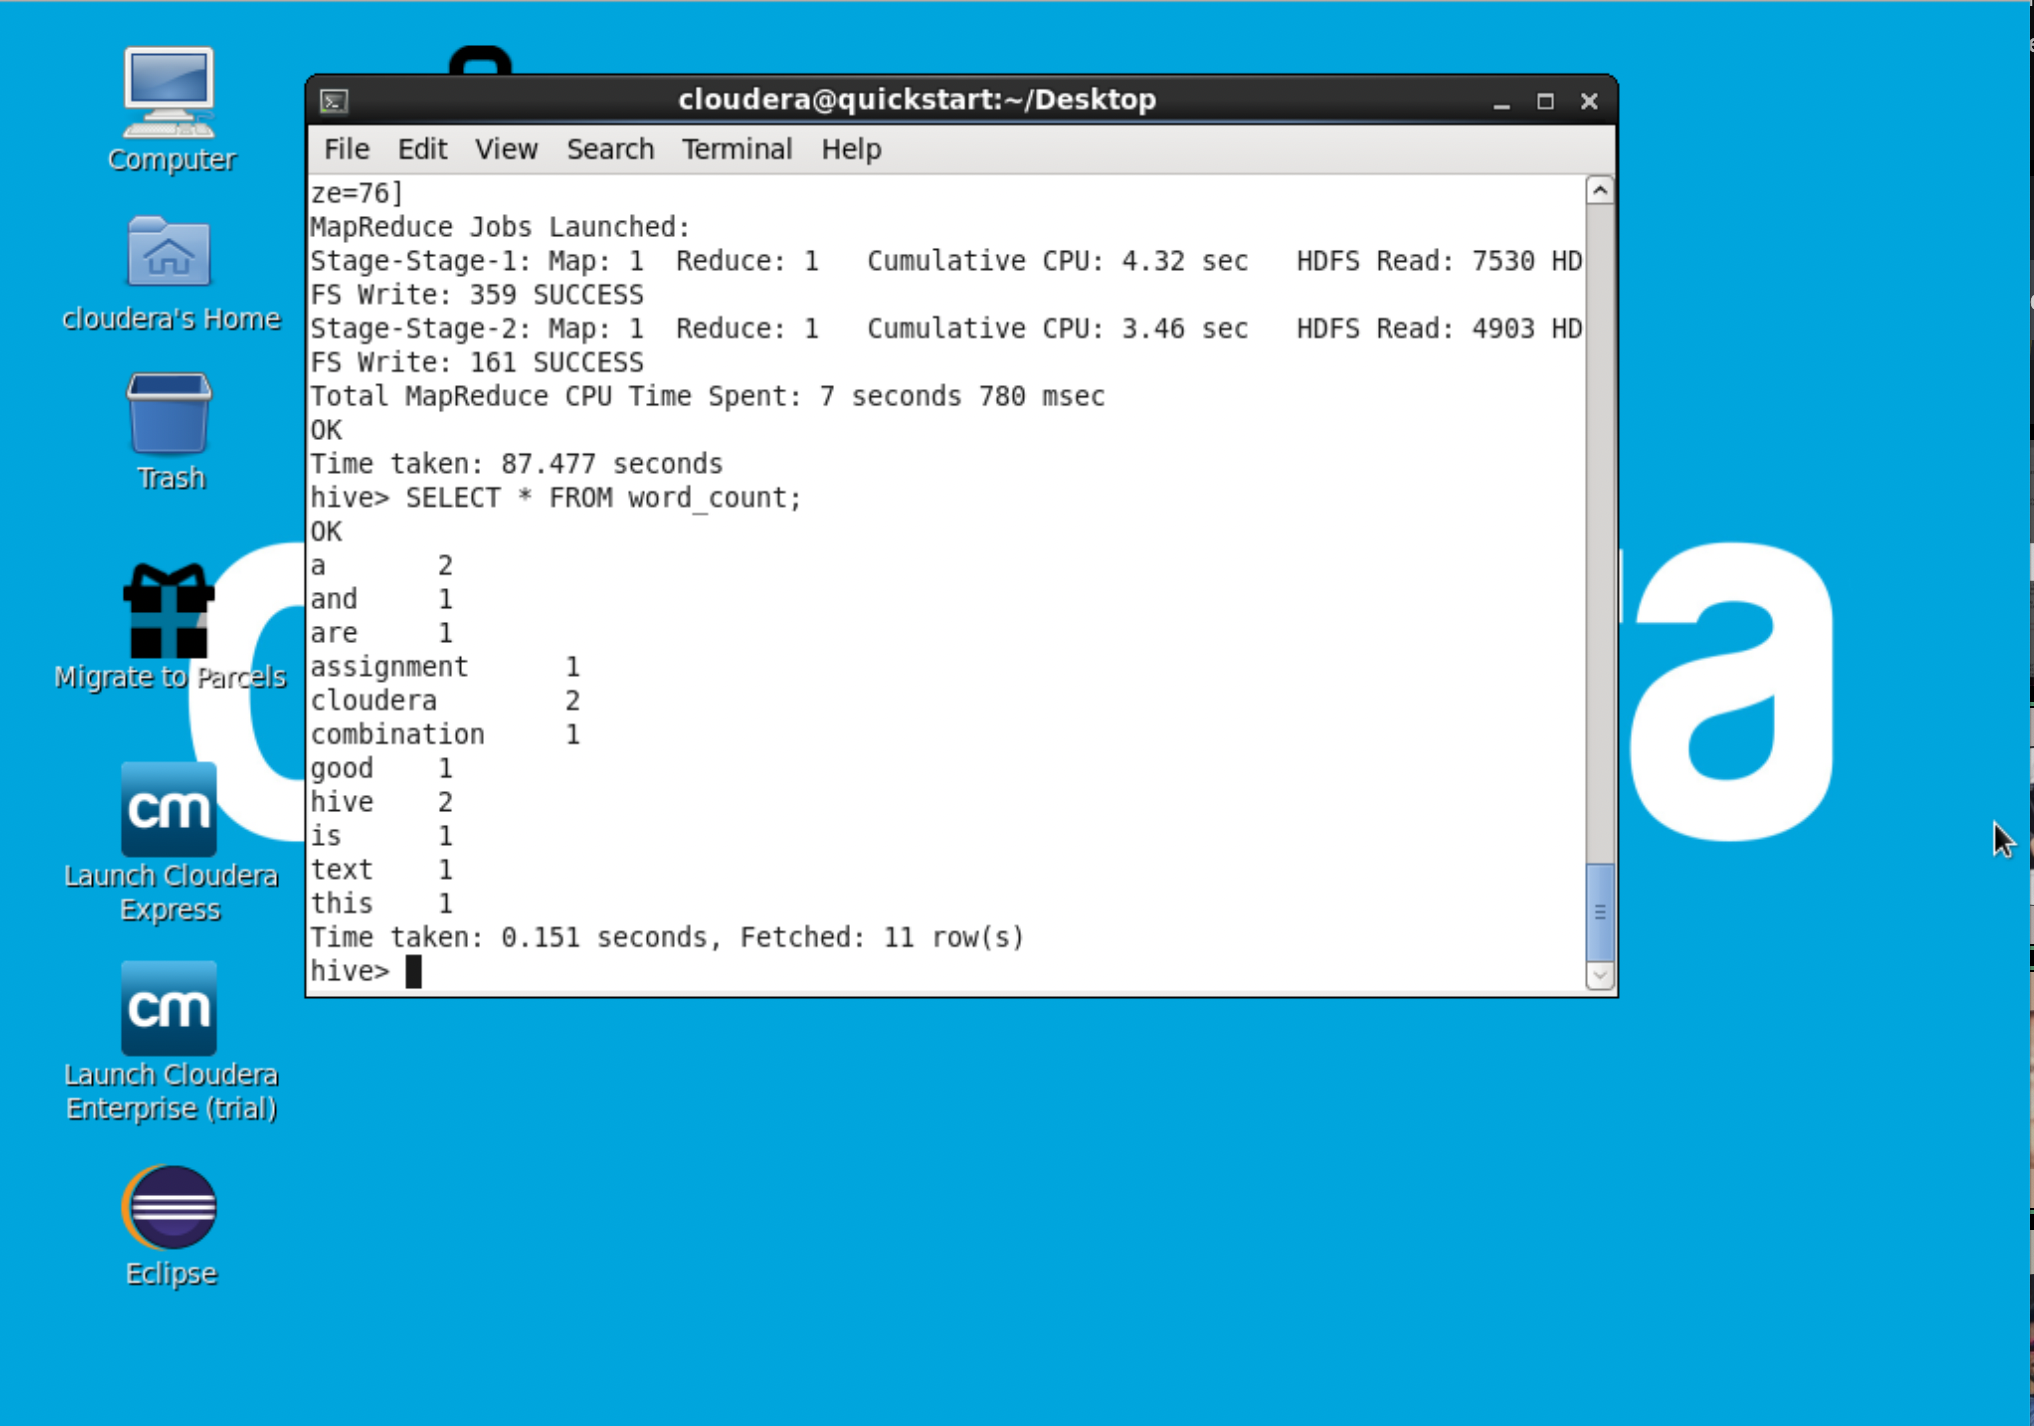 cloudera@quickstart:~/Desktop
File Edit View Search Terminal Help
ze=76]
MapReduce Jobs Launched:
Stage-Stage-1: Map: 1  Reduce: 1   Cumulative CPU: 4.32 sec   HDFS Read: 7530 HD
FS Write: 359 SUCCESS
Stage-Stage-2: Map: 1  Reduce: 1   Cumulative CPU: 3.46 sec   HDFS Read: 4903 HD
FS Write: 161 SUCCESS
Total MapReduce CPU Time Spent: 7 seconds 780 msec
OK
Time taken: 87.477 seconds
hive> SELECT * FROM word_count;
OK
a	2
and	1
are	1
assignment	1
cloudera	2
combination	1
good	1
hive	2
is	1
text	1
this	1
Time taken: 0.151 seconds, Fetched: 11 row(s)
hive>
Computer
cloudera's Home
Trash
Migrate to Parcels
cm
Launch Cloudera
Express
cm
Launch Cloudera
Enterprise (trial)
Eclipse
a